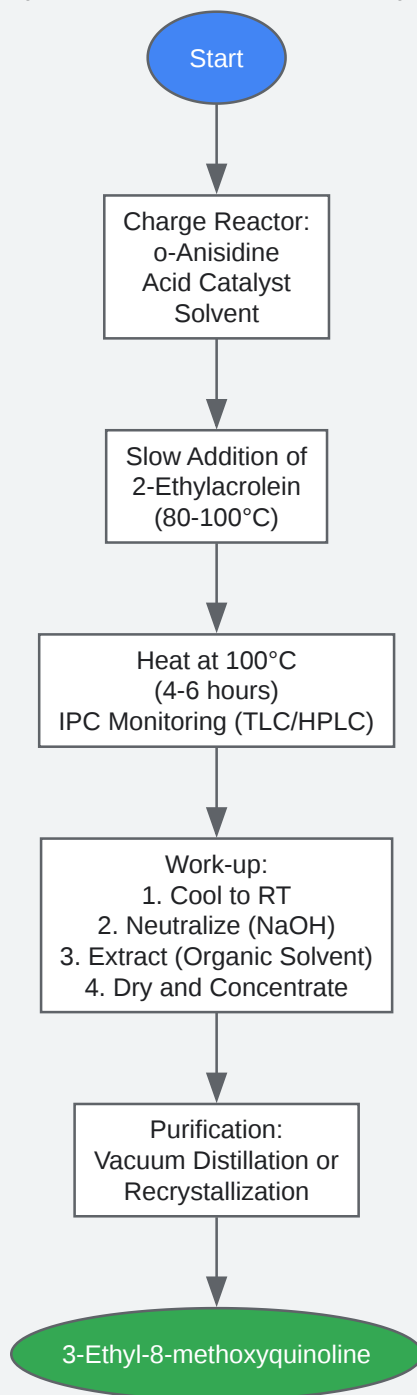 Start
Charge Reactor:
o-Anisidine
Acid Catalyst
Solvent
Slow Addition of
2-Ethylacrolein
(80-100°C)
Heat at 100°C
(4-6 hours)
IPC Monitoring (TLC/HPLC)
Work-up:
1. Cool to RT
2. Neutralize (NaOH)
3. Extract (Organic Solvent)
4. Dry and Concentrate
Purification:
Vacuum Distillation or
Recrystallization
3-Ethyl-8-methoxyquinoline